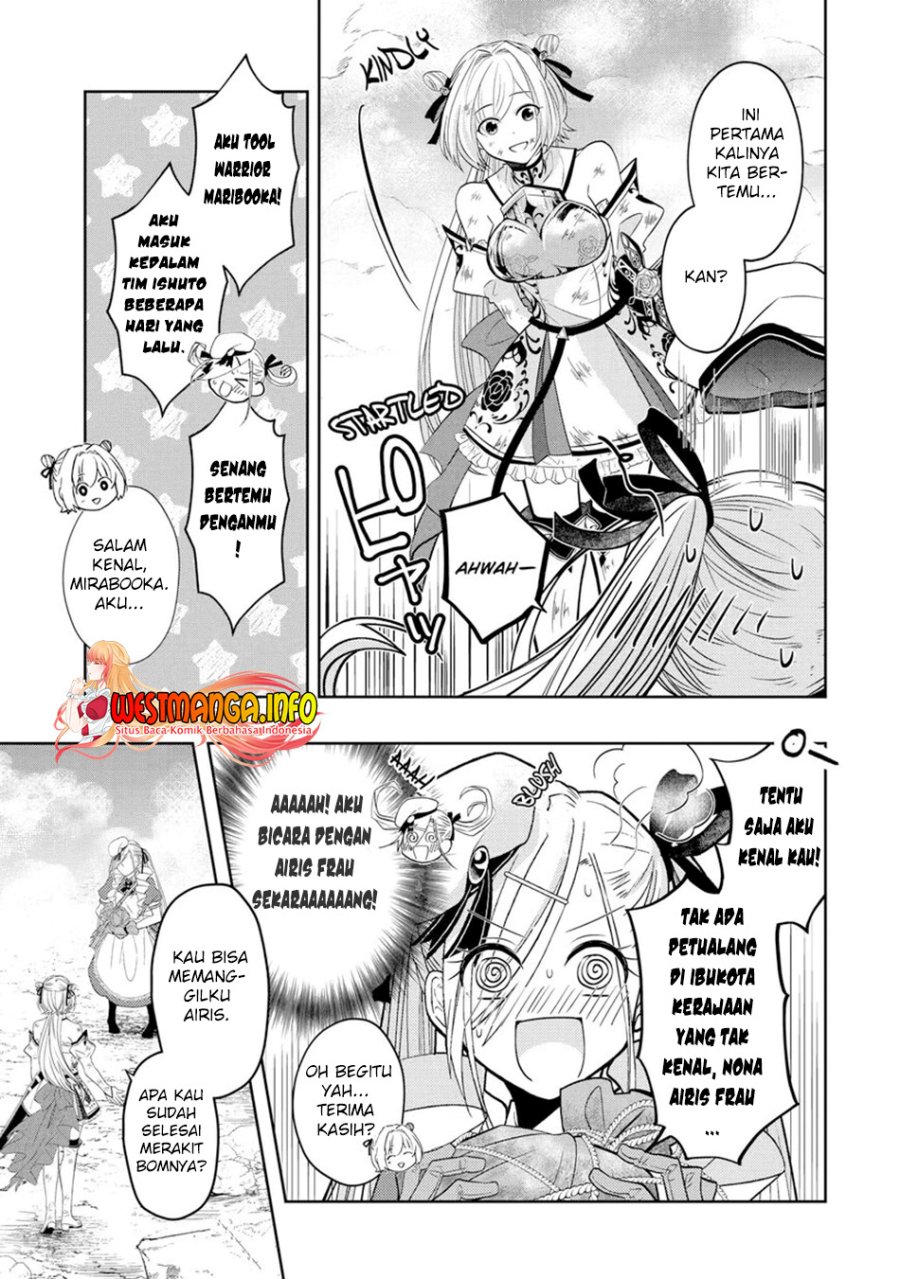 KINDLY
INI
PERTAMA
KALINYA
KITA BER-
TEMU...
KAN?
STARTLED
AHWAH-
AKU TOOL
WARRIOR
MARIBOOKA!
AKU
MASUK
KEDALAM
TIM ISHUTO
BEBERAPA
HARI YANG
LALU.
SENANG
BERTEMU
DENGANMU
!
SALAM
KENAL,
MIRABOOKA.
AKU...
WESTMANGA.INFO
Situs Baca Komik Berbahasa Indonesia
TENTU
SAJA AKU
KENAL KAU!
TAK ADA
PETUALANG
DI IBUKOTA
KERAJAAN
YANG TAK
KENAL, NONA
AIRIS FRAU
...
BLUSH
AAAH
AAAAAH! AKU
BICARA DENGAN
AIRIS FRAU
SEKARAAAAAANG!
OH BEGITU
YAH...
TERIMA
KASIH?
KAU BISA
MEMANG-
GILKU
AIRIS.
APA KAU
SUDAH
SELESAI
MERAKIT
BOMNYA?